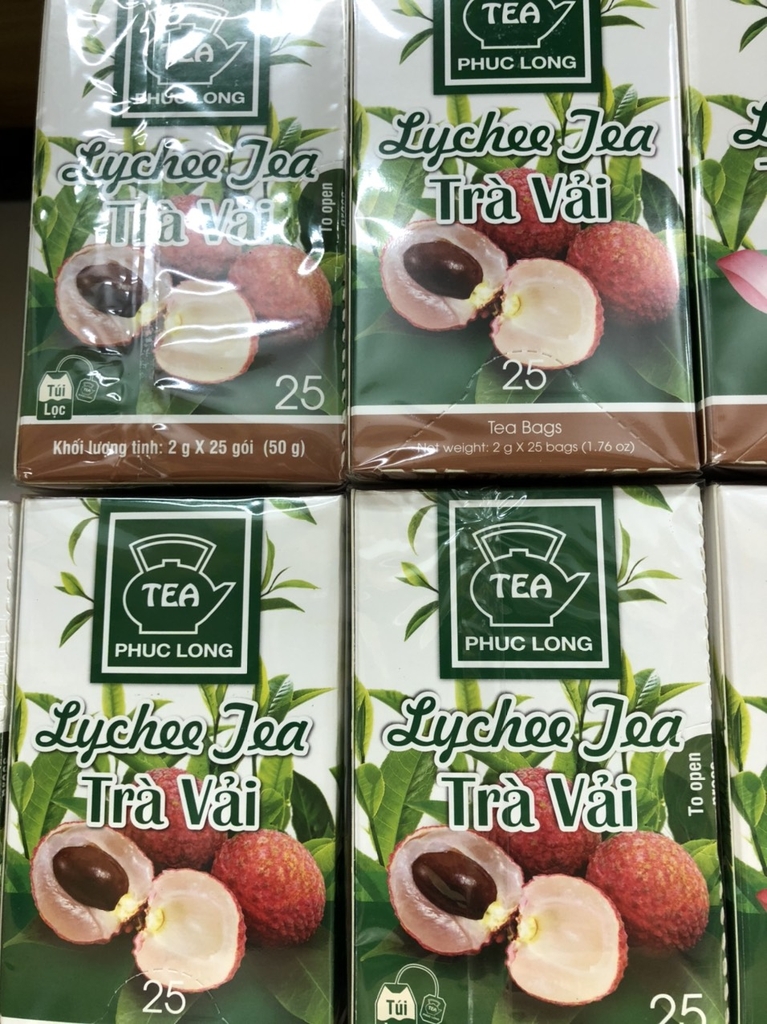 TEA
PHUC LONG
Lychee Tea
Trà Vải
To open
Túi
Lọc
25
Khối lượng tịnh: 2 g X 25 gói (50 g)
TEA
PHUC LONG
Lychee Tea
Trà Vải
25
Tea Bags
Net weight: 2 g X 25 bags (1.76 oz)
TEA
PHUC LONG
Lychee Tea
Trà Vải
25
TEA
PHUC LONG
Lychee Tea
Trà Vải
To open
Túi
25